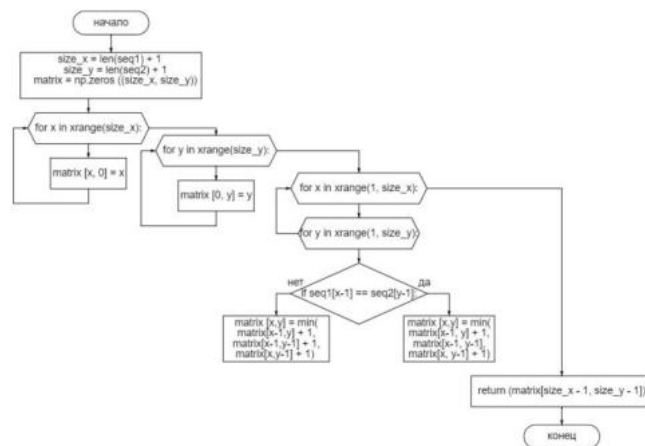 начало
size_x = len(seq1) + 1
size_y = len(seq2) + 1
matrix = np.zeros ((size_x, size_y))
for x in xrange(size_x):
matrix [x, 0] = x
for y in xrange(size_y):
matrix [0, y] = y
for x in xrange(1, size_x):
for y in xrange(1, size_y):
if seq1[x-1] == seq2[y-1]:
нет
да
matrix [x,y] = min(
matrix[x-1,y] + 1,
matrix[x-1,y-1] + 1,
matrix[x,y-1] + 1)
matrix [x,y] = min(
matrix[x-1, y] + 1,
matrix[x-1, y-1],
matrix[x, y-1] + 1)
return (matrix[size_x - 1, size_y - 1])
конец